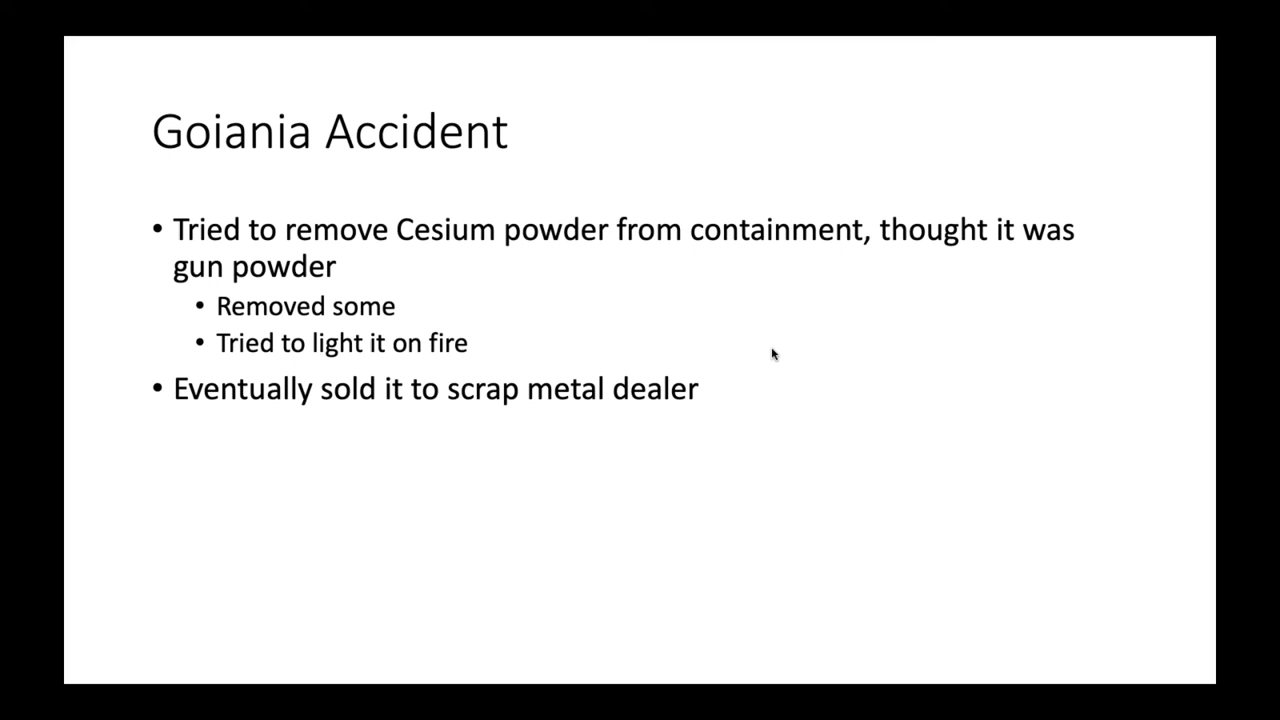 Goiania Accident
• Tried to remove Cesium powder from containment, thought it was
gun powder
• Removed some
• Tried to light it on fire
• Eventually sold it to scrap metal dealer